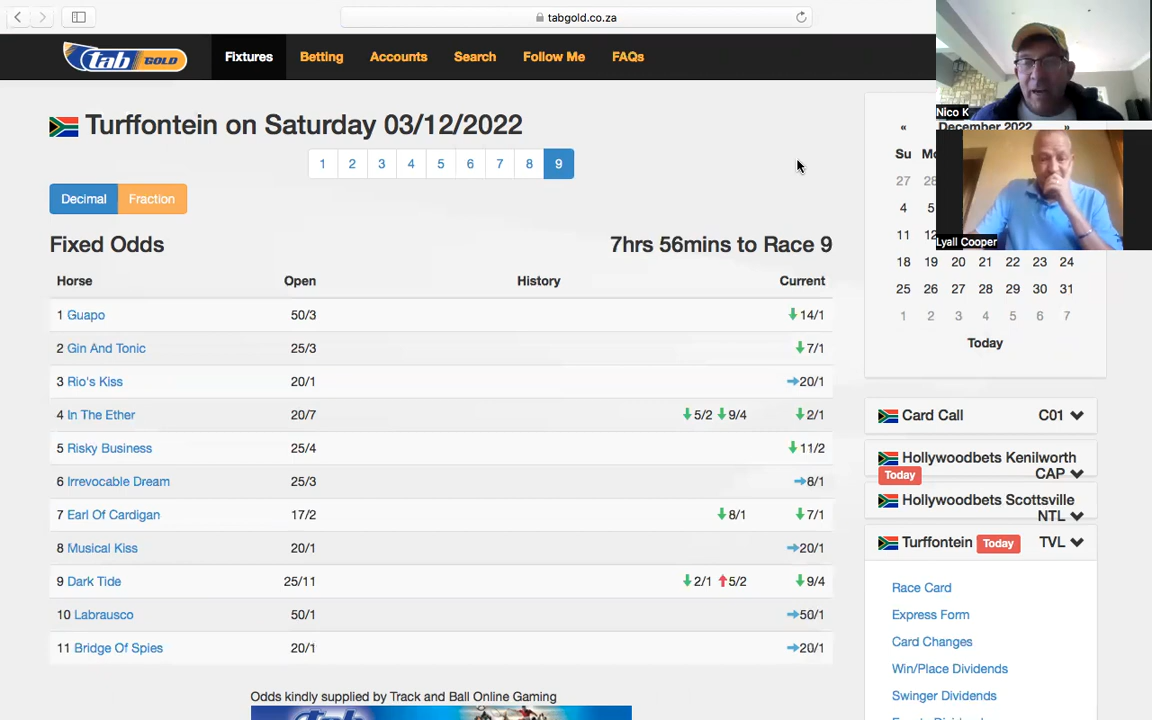 tabgold.co.za
tab GOLD
Fixtures
Betting
Accounts
Search
Follow Me
FAQs
Nico K
Lyall Cooper
Turffontein on Saturday 03/12/2022
1 2 3 4 5 6 7 8 9
Decimal Fraction
Fixed Odds 7hrs 56mins to Race 9
Horse Open History Current
1 Guapo 50/3 14/1
2 Gin And Tonic 25/3 7/1
3 Rio's Kiss 20/1 20/1
4 In The Ether 20/7 5/2 9/4 2/1
5 Risky Business 25/4 11/2
6 Irrevocable Dream 25/3 8/1
7 Earl Of Cardigan 17/2 8/1 7/1
8 Musical Kiss 20/1 20/1
9 Dark Tide 25/11 2/1 5/2 9/4
10 Labrausco 50/1 50/1
11 Bridge Of Spies 20/1 20/1
Odds kindly supplied by Track and Ball Online Gaming
« December 2022 »
Su
27 28
4 5
11
18 19 20 21 22 23 24
25 26 27 28 29 30 31
1 2 3 4 5 6 7
Today
Card Call C01
Hollywoodbets Kenilworth
Today CAP
Hollywoodbets Scottsville
NTL
Turffontein Today TVL
Race Card
Express Form
Card Changes
Win/Place Dividends
Swinger Dividends